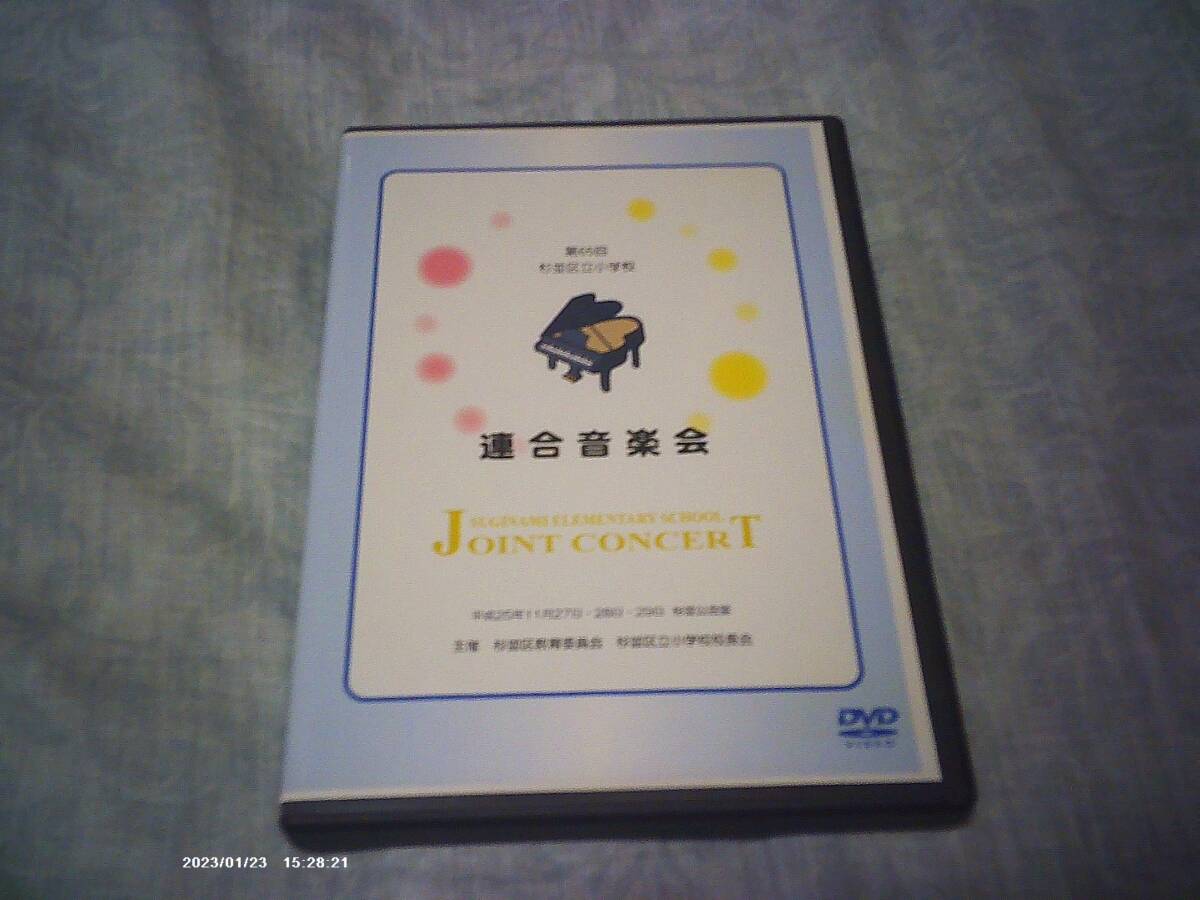 第65回
杉並区立小学校
連合音楽会
SUGINAMI ELEMENTARY SCHOOL
JOINT CONCERT
平成25年11月27日・28日・29日 杉並公会堂
主催 杉並区教育委員会 杉並区立小学校校長会
DVD
VIDEO
2023/01/23 15:28:21